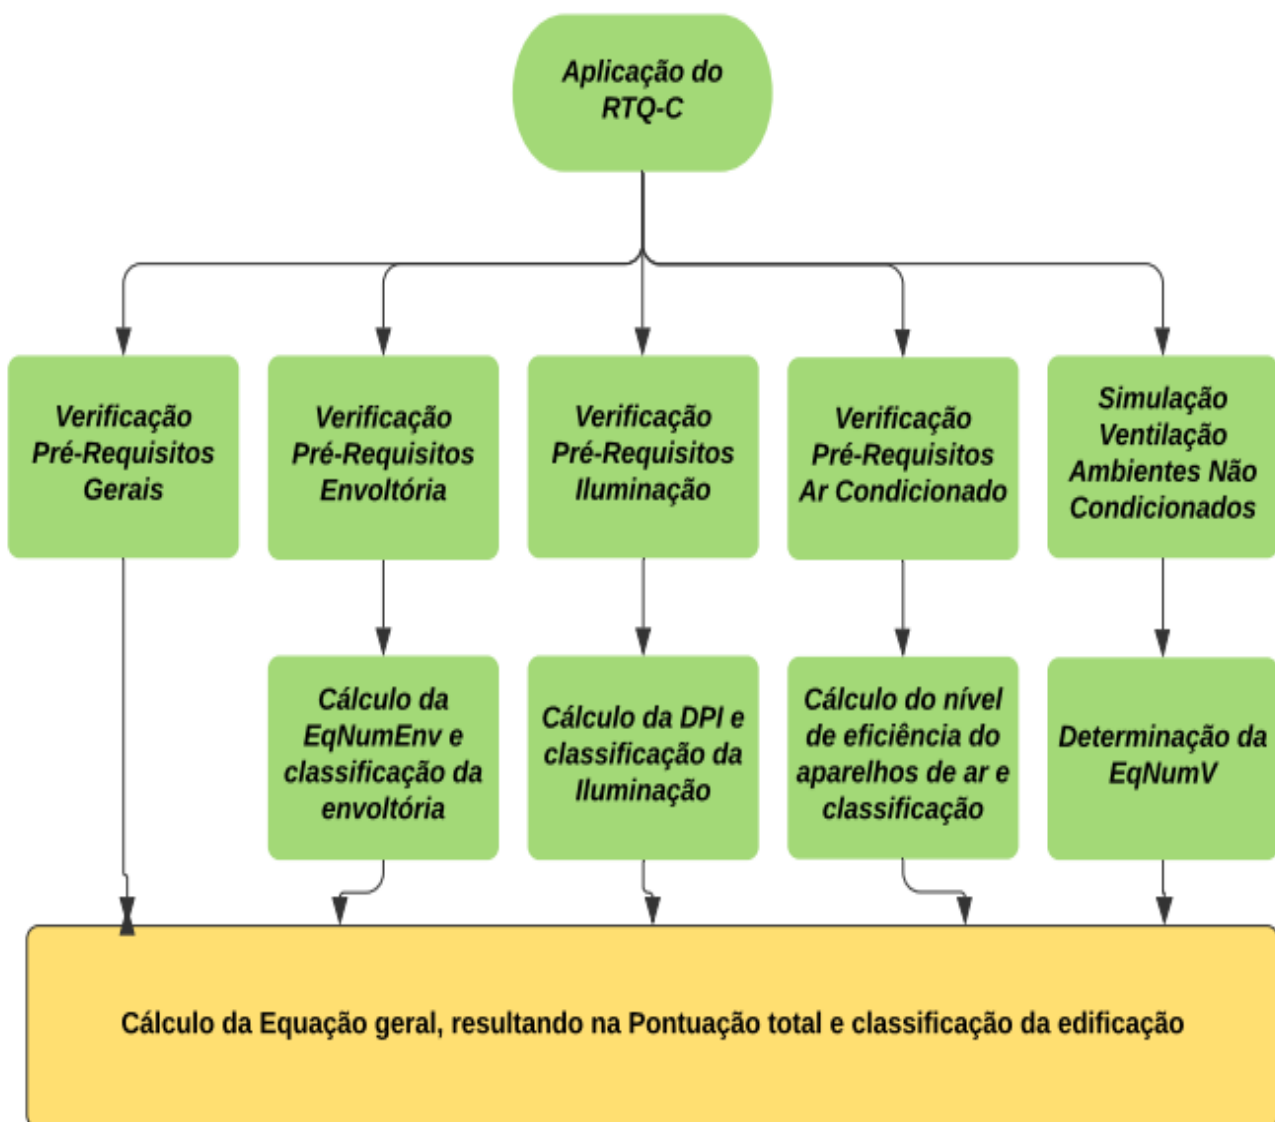 Aplicação do
RTQ-C
Verificação
Pré-Requisitos
Gerais
Verificação
Pré-Requisitos
Envoltória
Verificação
Pré-Requisitos
Iluminação
Verificação
Pré-Requisitos
Ar Condicionado
Simulação
Ventilação
Ambientes Não
Condicionados
Cálculo da
EqNumEnv e
classificação da
envoltória
Cálculo da DPI e
classificação da
Iluminação
Cálculo do nível
de eficiência do
aparelhos de ar e
classificação
Determinação da
EqNumV
Cálculo da Equação geral, resultando na Pontuação total e classificação da edificação